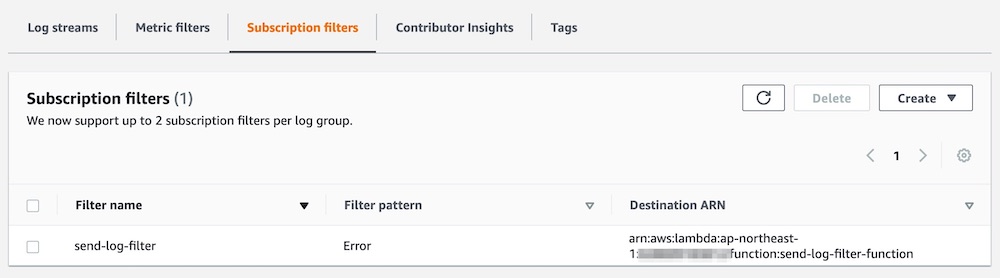 Log streams Metric filters Subscription filters Contributor Insights Tags
Subscription filters (1) Delete Create
We now support up to 2 subscription filters per log group.
1
Filter name Filter pattern Destination ARN
send-log-filter Error arn:aws:lambda:ap-northeast-
1: function:send-log-filter-function